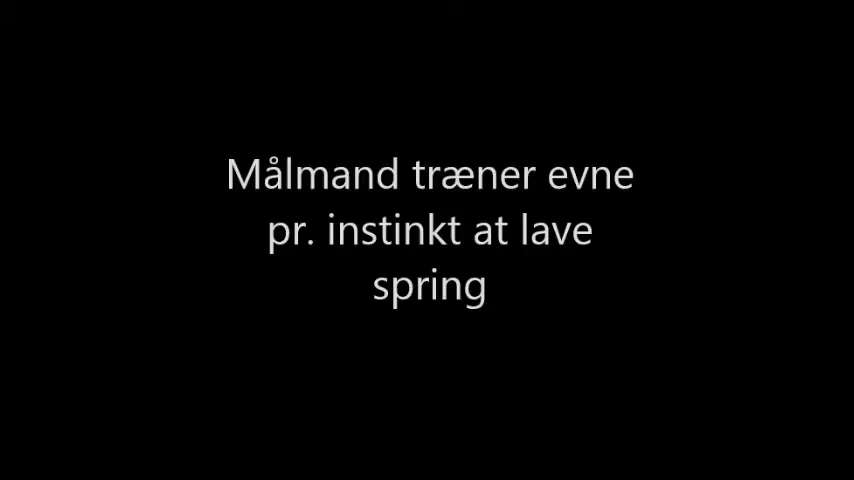 Målmand træner evne
pr. instinkt at lave
spring